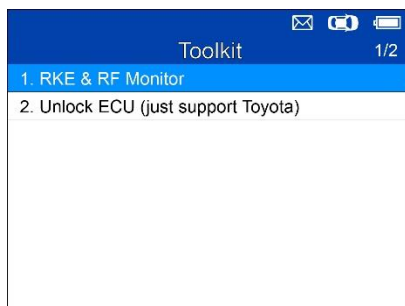 Toolkit
1/2
1. RKE & RF Monitor
2. Unlock ECU (just support Toyota)